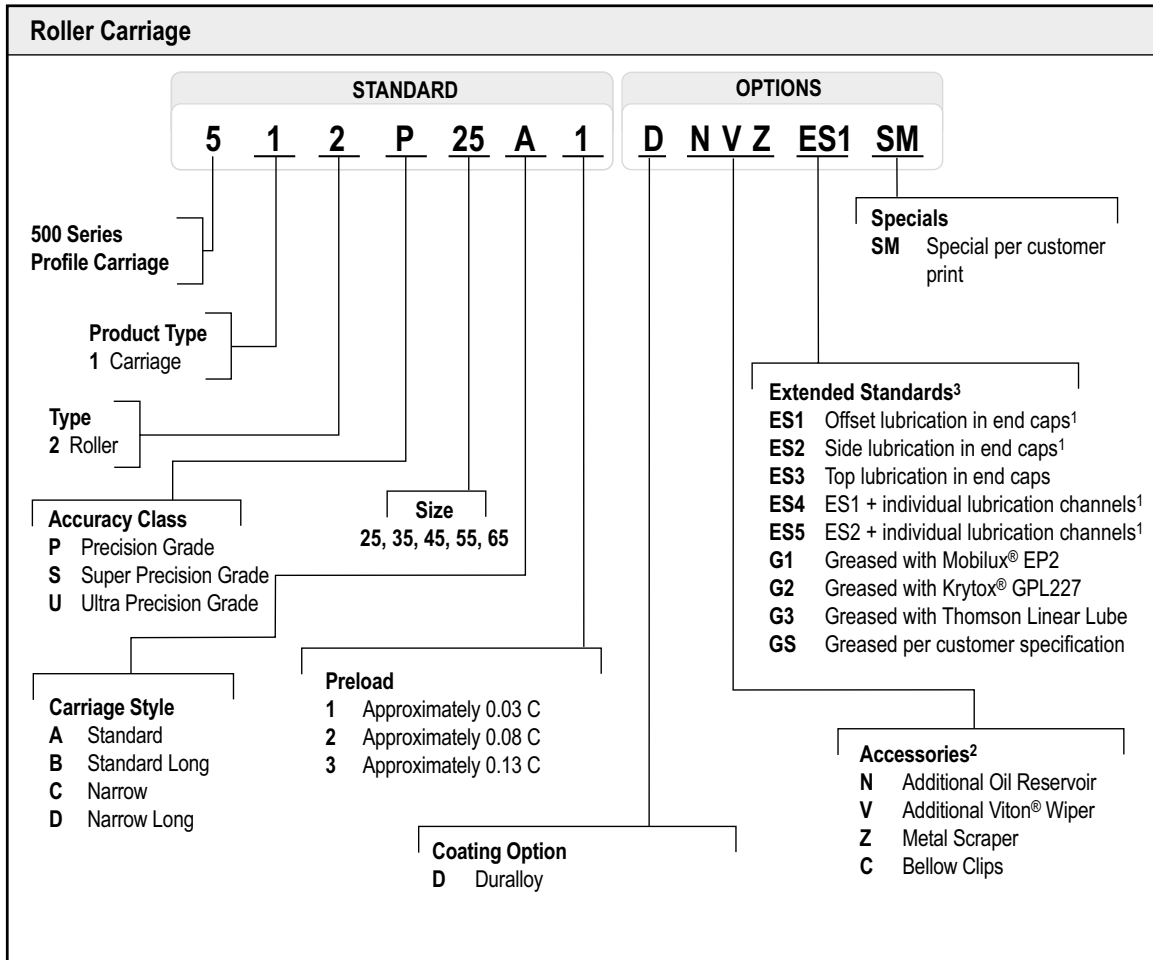 Roller Carriage
STANDARD
OPTIONS
5 1 2 P 25 A 1 D N V Z ES1 SM
500 Series
Profile Carriage
Product Type
1 Carriage
Type
2 Roller
Accuracy Class
P Precision Grade
S Super Precision Grade
U Ultra Precision Grade
Size
25, 35, 45, 55, 65
Carriage Style
A Standard
B Standard Long
C Narrow
D Narrow Long
Preload
1 Approximately 0.03 C
2 Approximately 0.08 C
3 Approximately 0.13 C
Coating Option
D Duralloy
Specials
SM Special per customer
print
Extended Standards³
ES1 Offset lubrication in end caps¹
ES2 Side lubrication in end caps¹
ES3 Top lubrication in end caps
ES4 ES1 + individual lubrication channels¹
ES5 ES2 + individual lubrication channels¹
G1 Greased with Mobilux® EP2
G2 Greased with Krytox® GPL227
G3 Greased with Thomson Linear Lube
GS Greased per customer specification
Accessories²
N Additional Oil Reservoir
V Additional Viton® Wiper
Z Metal Scraper
C Bellow Clips